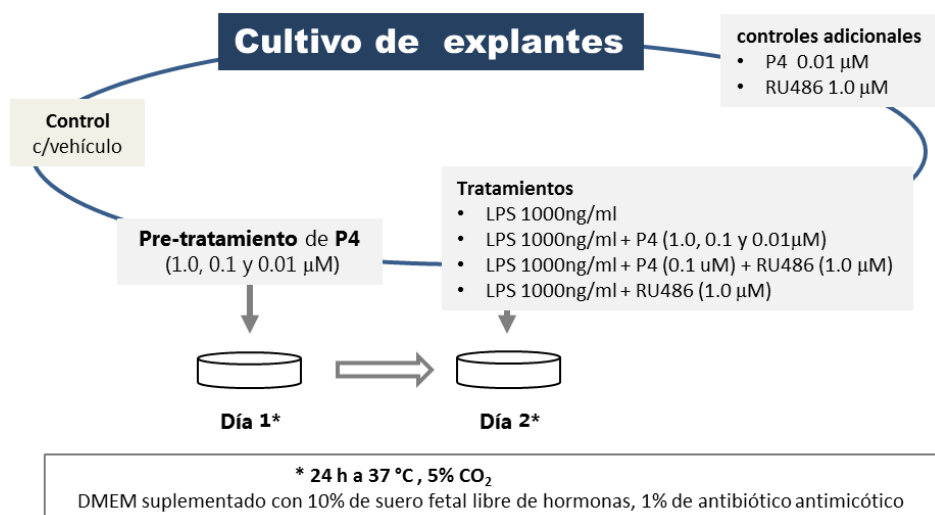 Cultivo de explantes
controles adicionales
• P4 0.01 µM
• RU486 1.0 µM
Control
c/vehículo
Pre-tratamiento de P4
(1.0, 0.1 y 0.01 µM)
Tratamientos
• LPS 1000ng/ml
• LPS 1000ng/ml + P4 (1.0, 0.1 y 0.01µM)
• LPS 1000ng/ml + P4 (0.1 uM) + RU486 (1.0 µM)
• LPS 1000ng/ml + RU486 (1.0 µM)
Día 1*
Día 2*
* 24 h a 37 °C , 5% CO₂
DMEM suplementado con 10% de suero fetal libre de hormonas, 1% de antibiótico antimicótico